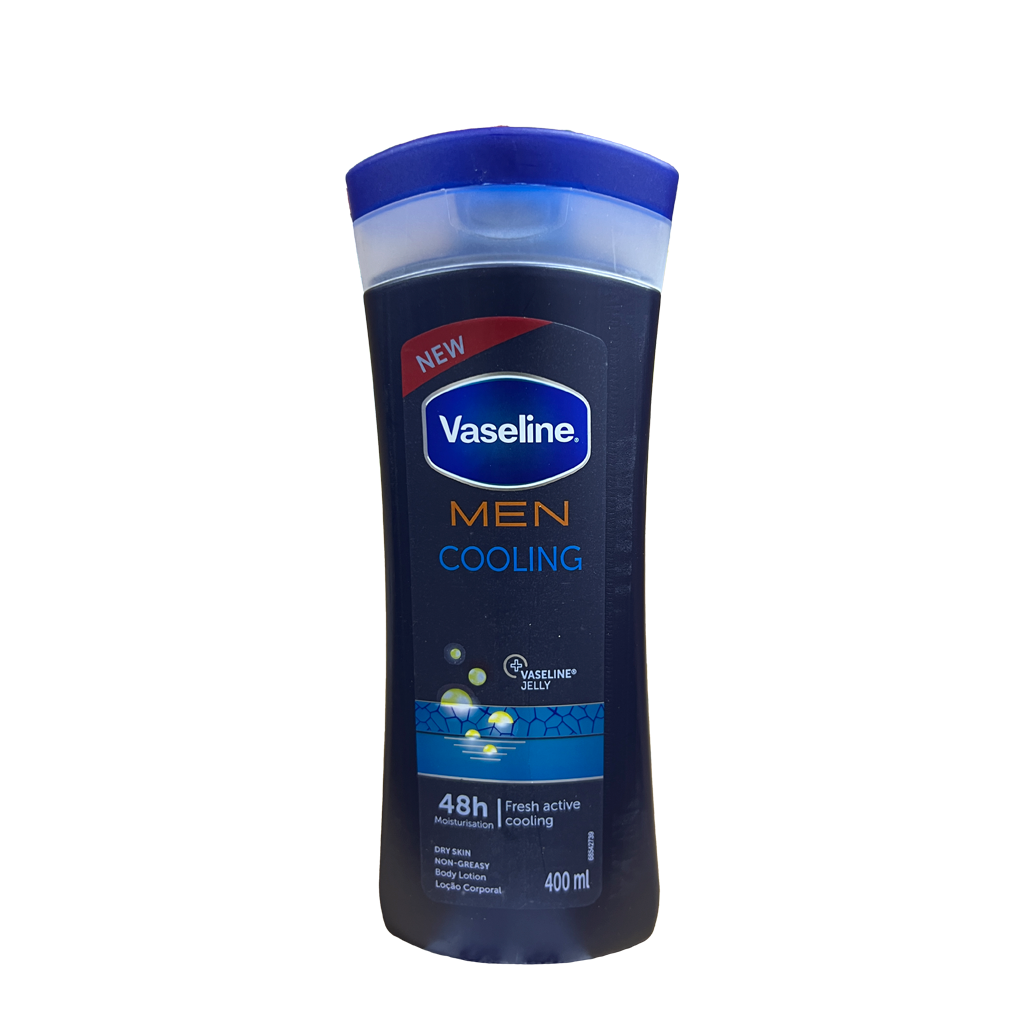 NEW
Vaseline®
MEN
COOLING
VASELINE®
JELLY
48h
Moisturisation
Fresh active
cooling
DRY SKIN
NON-GREASY
Body Lotion
Loção Corporal
400 ml
68542739